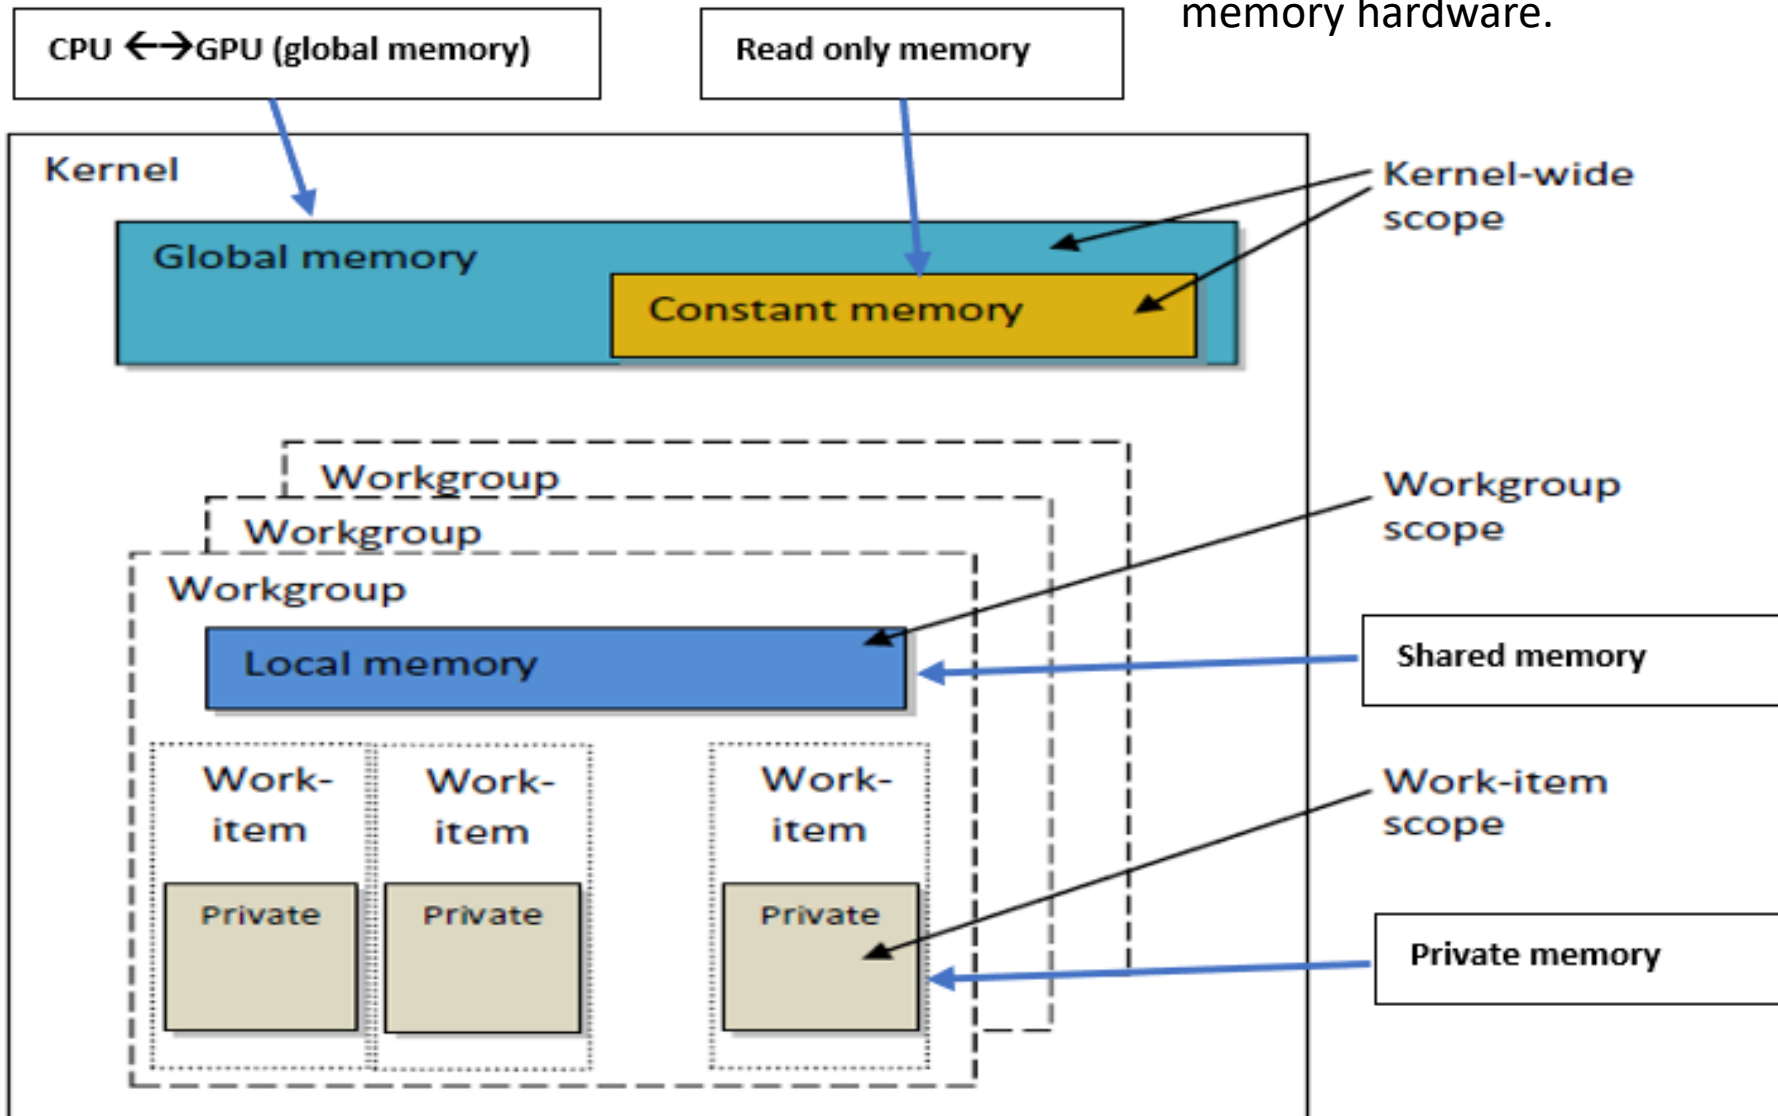 memory hardware.
CPU ←→GPU (global memory)
Read only memory
Kernel
Kernel-wide
scope
Global memory
Constant memory
Workgroup
Workgroup
Workgroup
Workgroup
scope
Local memory
Shared memory
Work-
item
Work-
item
Work-
item
Work-item
scope
Private
Private
Private
Private memory